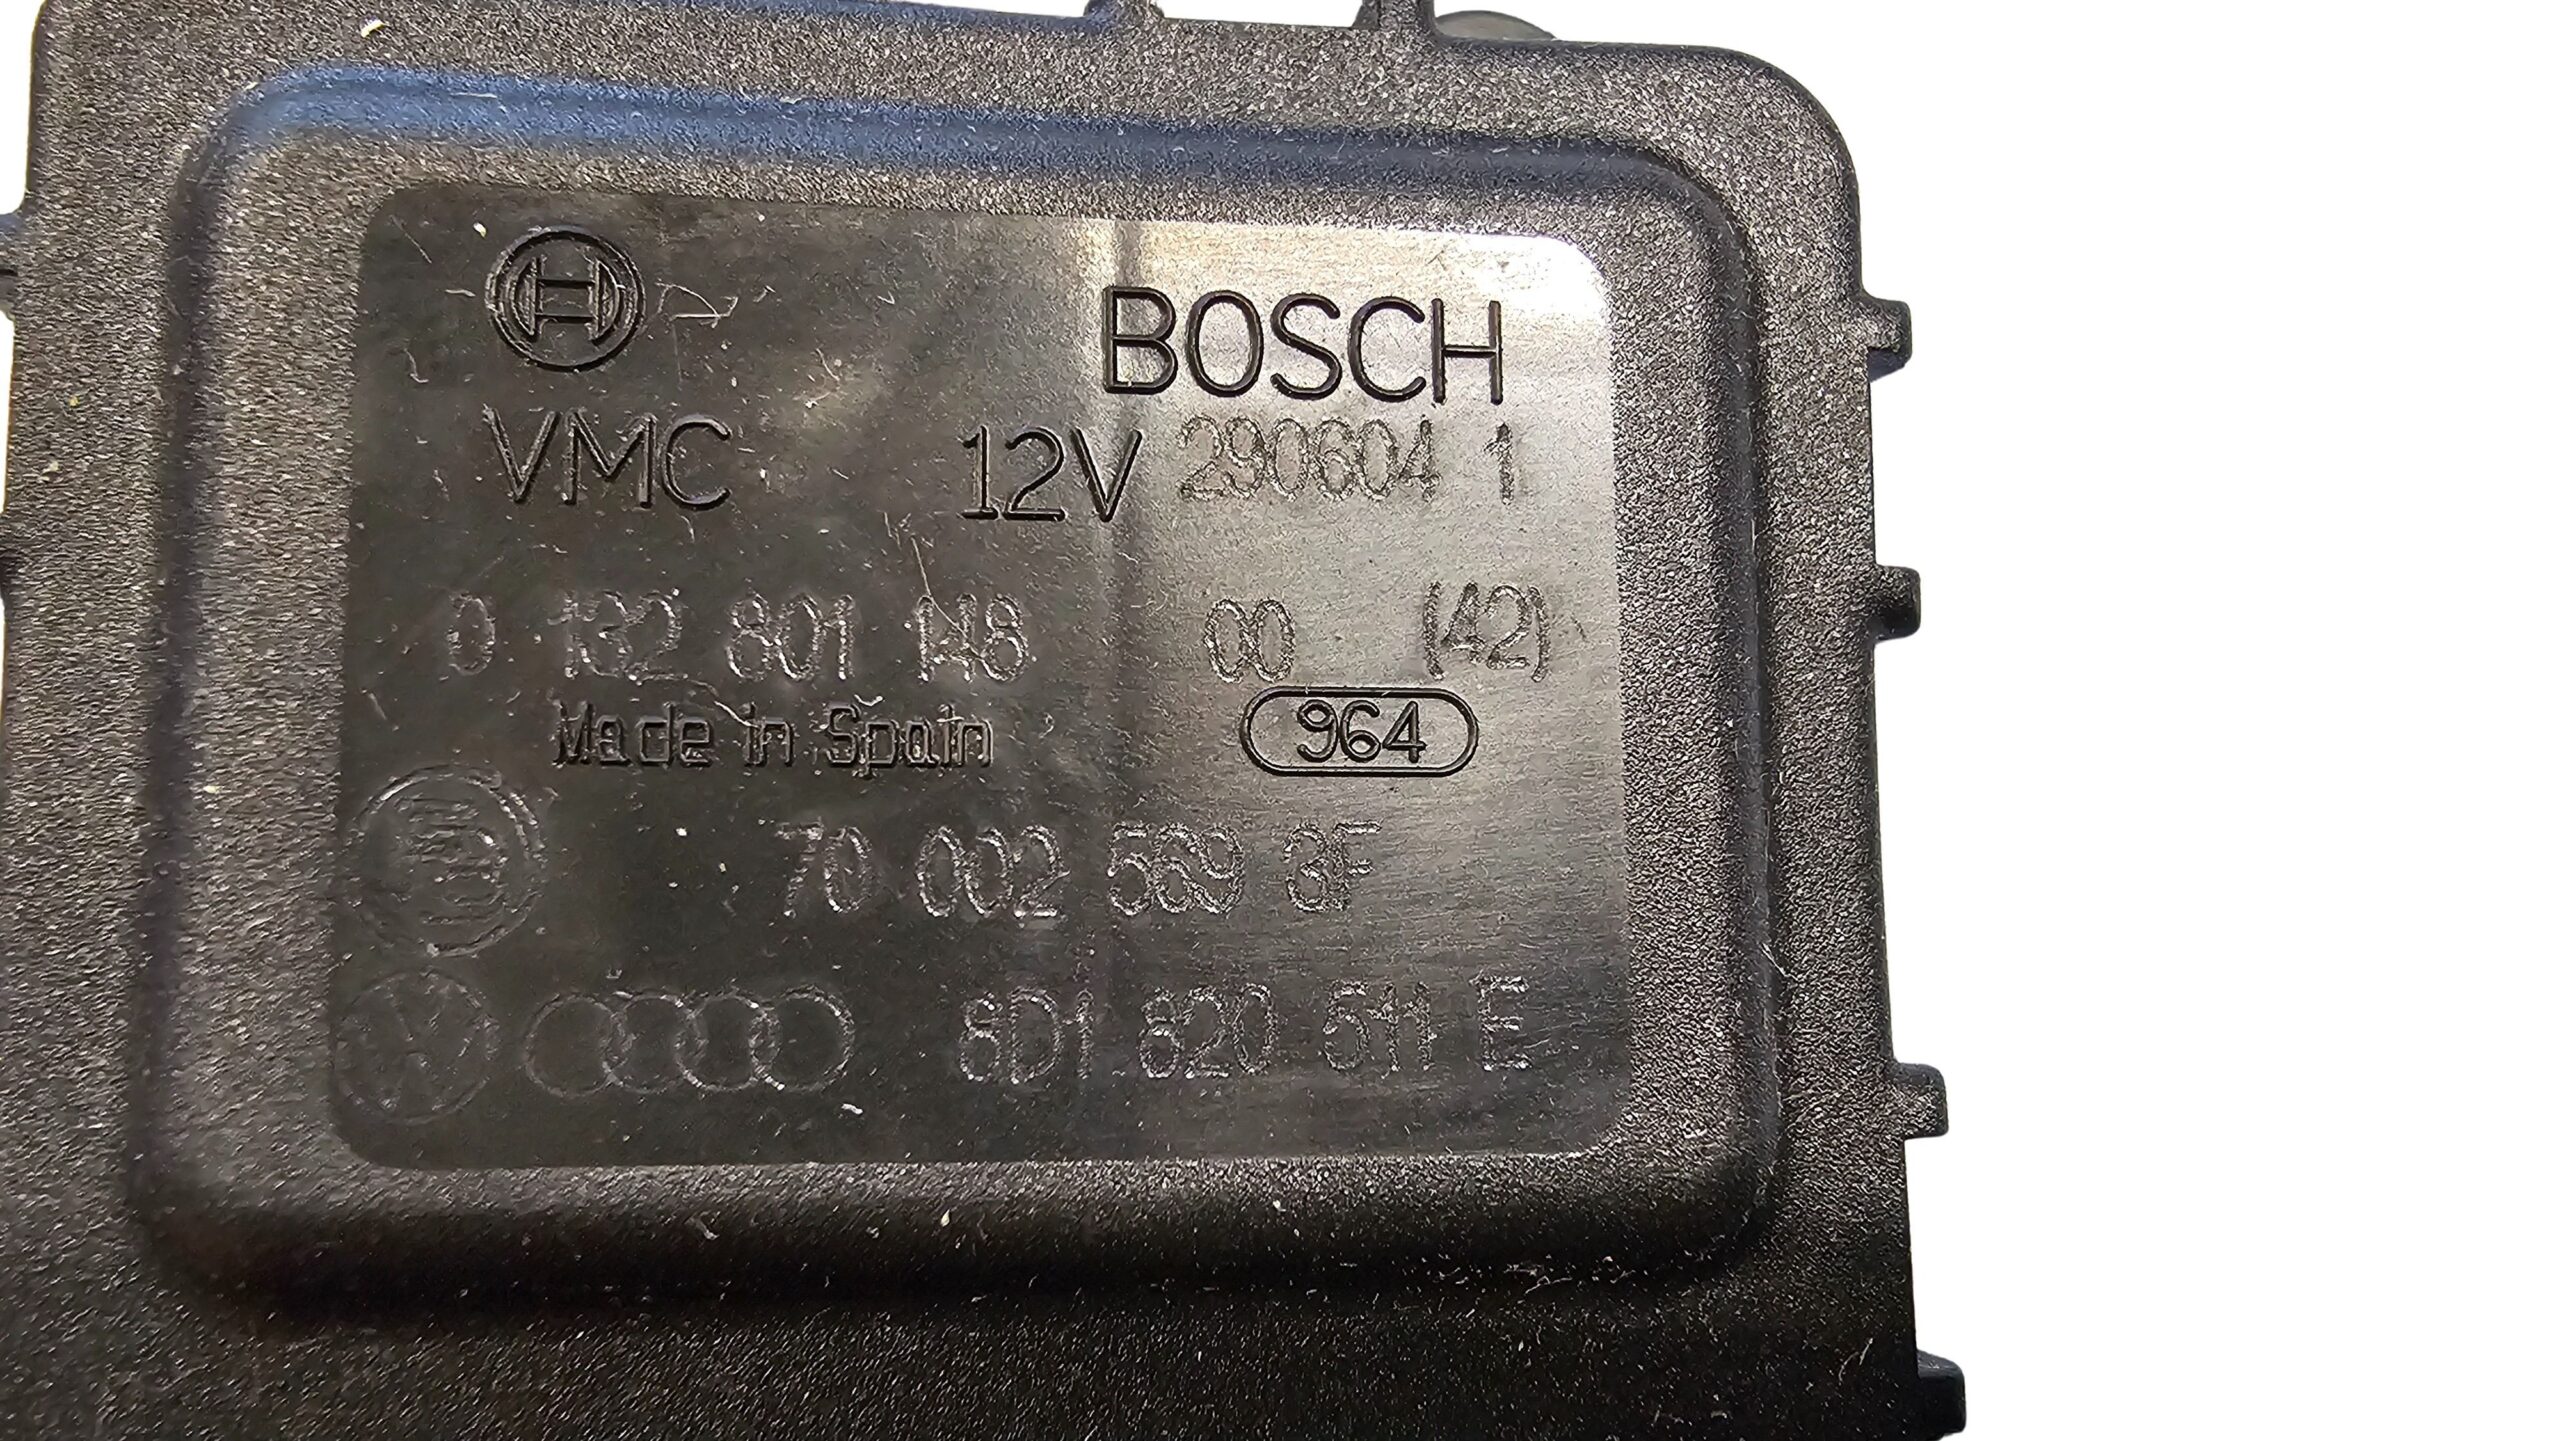 BOSCH
VMC 12V 290604 1
0 132 801 148 00 (42)
Made in Spain 964
70 002 569 3F
8D1 820 511 E